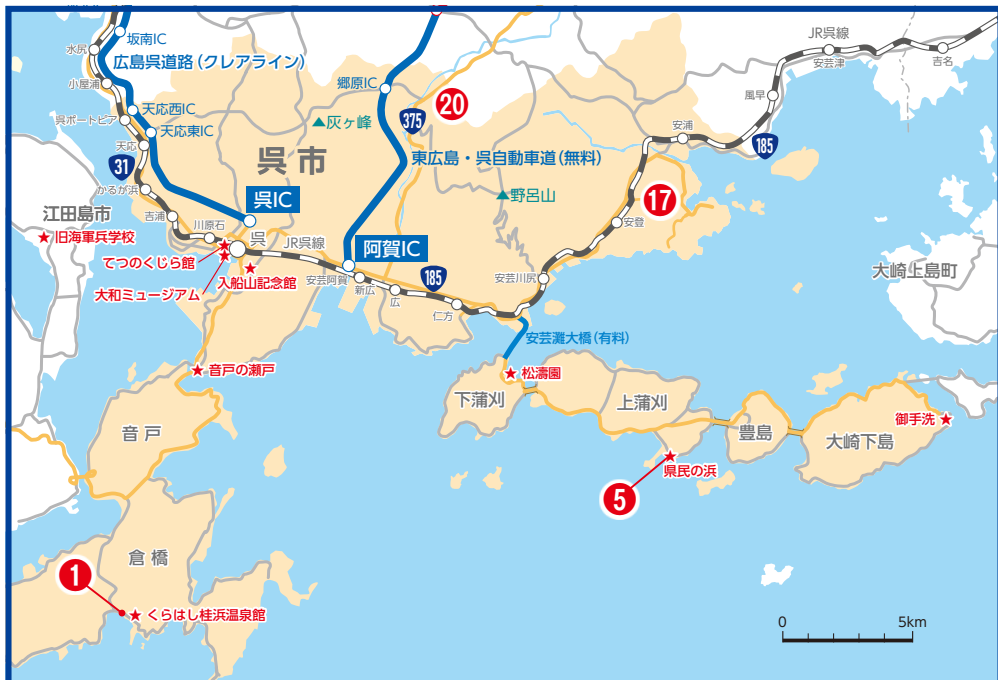 坂南IC
水尻
広島呉道路（クレアライン）
小屋浦
天応西IC
呉ポートピア
天応東IC
天応
31
かるが浜
吉浦
川原石
呉IC
呉
JR呉線
江田島市
旧海軍兵学校
てつのくじら館
大和ミュージアム
入船山記念館
呉市
灰ヶ峰
郷原IC
375
20
東広島・呉自動車道（無料）
野呂山
阿賀IC
安芸阿賀
新広
185
広
仁方
安芸川尻
安登
17
安浦
185
風早
JR呉線
安芸津
吉名
大崎上島町
安芸灘大橋（有料）
音戸の瀬戸
音戸
松濤園
下蒲刈
上蒲刈
豊島
大崎下島
御手洗
県民の浜
5
倉橋
1
くらはし桂浜温泉館
0
5km